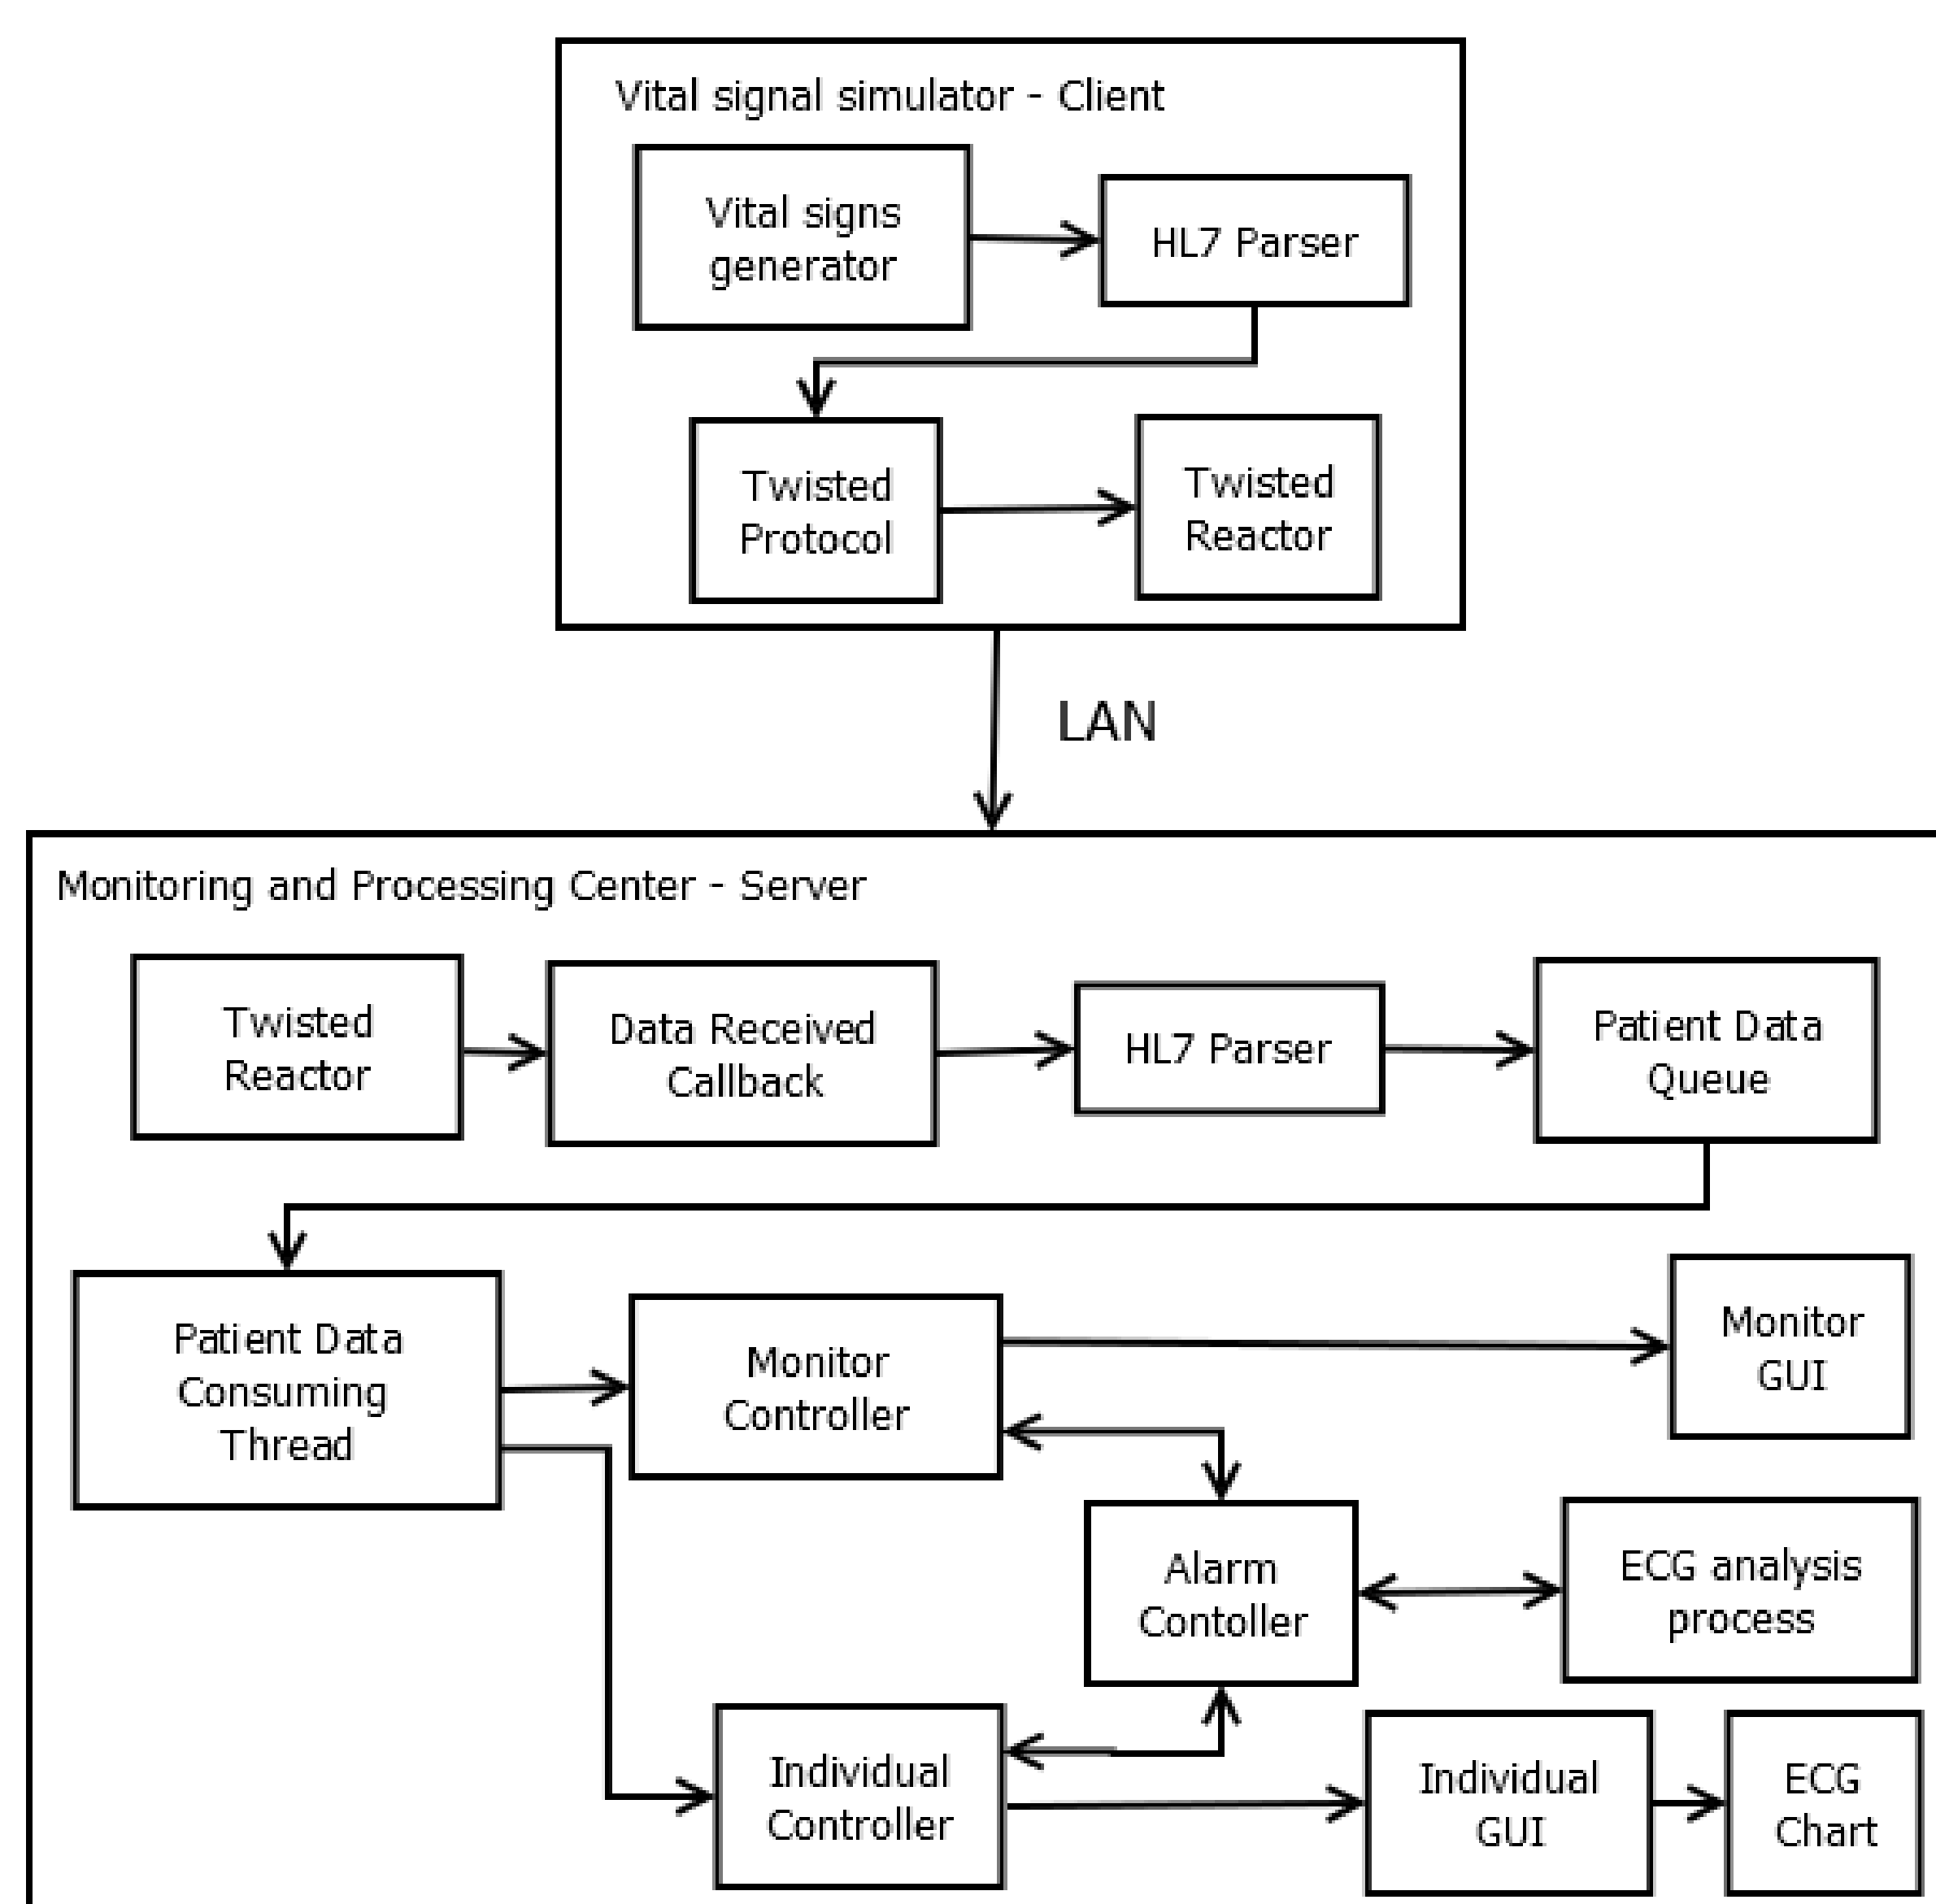 Vital signal simulator - Client
Vital signs
generator
HL7 Parser
Twisted
Protocol
Twisted
Reactor
LAN
Monitoring and Processing Center - Server
Twisted
Reactor
Data Received
Callback
HL7 Parser
Patient Data
Queue
Patient Data
Consuming
Thread
Monitor
Controller
Monitor
GUI
Alarm
Contoller
ECG analysis
process
Individual
Controller
Individual
GUI
ECG
Chart